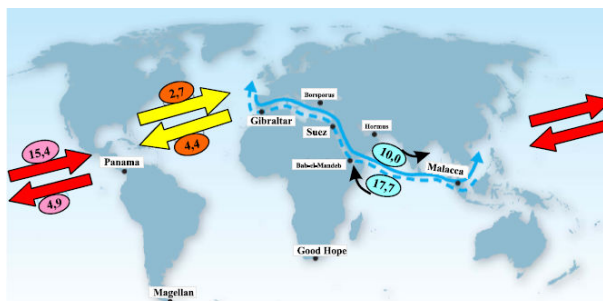 2,7
Borsporus
4,4
Gibraltar
Hormus
Suez
15,4
10,0
Panama
Bab-el-Mandeb
Malacca
17,7
4,9
Good Hope
Magellan